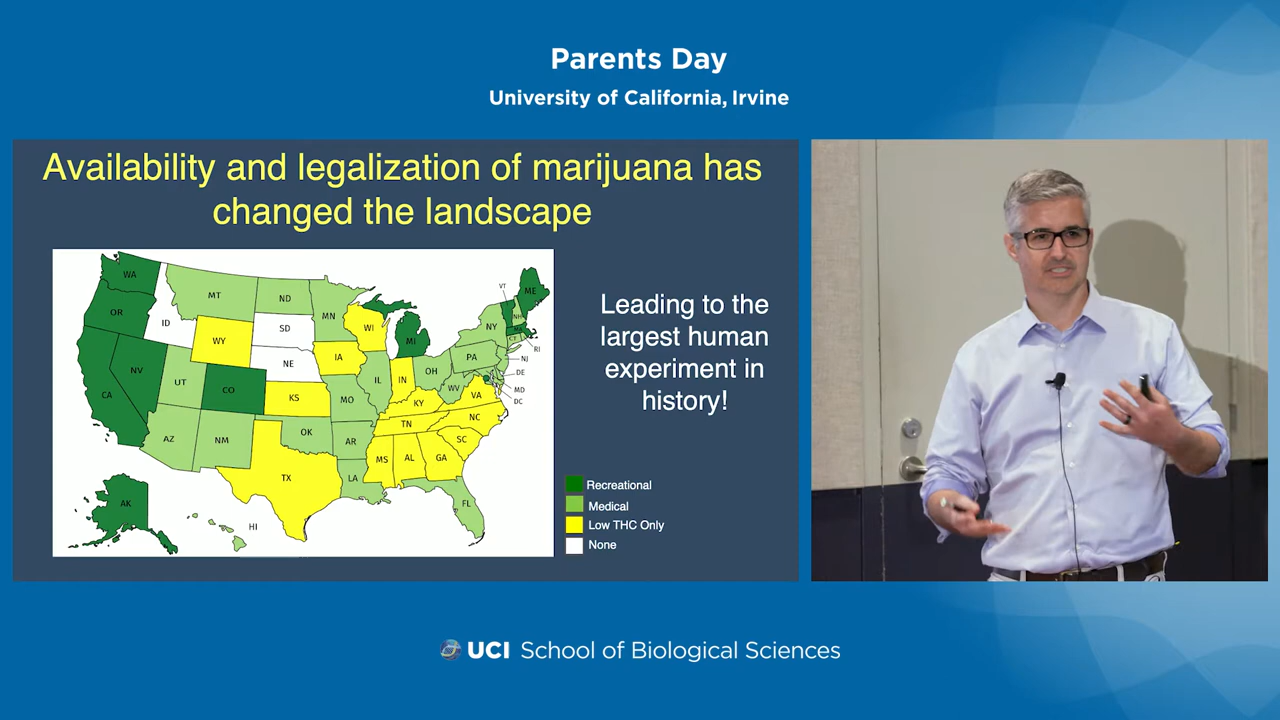 Parents Day
University of California, Irvine
Availability and legalization of marijuana has
changed the landscape
WA
OR
CA
NV
ID
MT
WY
UT
CO
AZ
NM
ND
SD
NE
KS
OK
TX
MN
IA
MO
AR
LA
WI
IL
MI
IN
OH
KY
TN
MS
AL
GA
FL
SC
NC
VA
WV
PA
NY
VT
NH
ME
MA
CT
RI
NJ
DE
MD
DC
AK
HI
Leading to the
largest human
experiment in
history!
Recreational
Medical
Low THC Only
None
UCI School of Biological Sciences